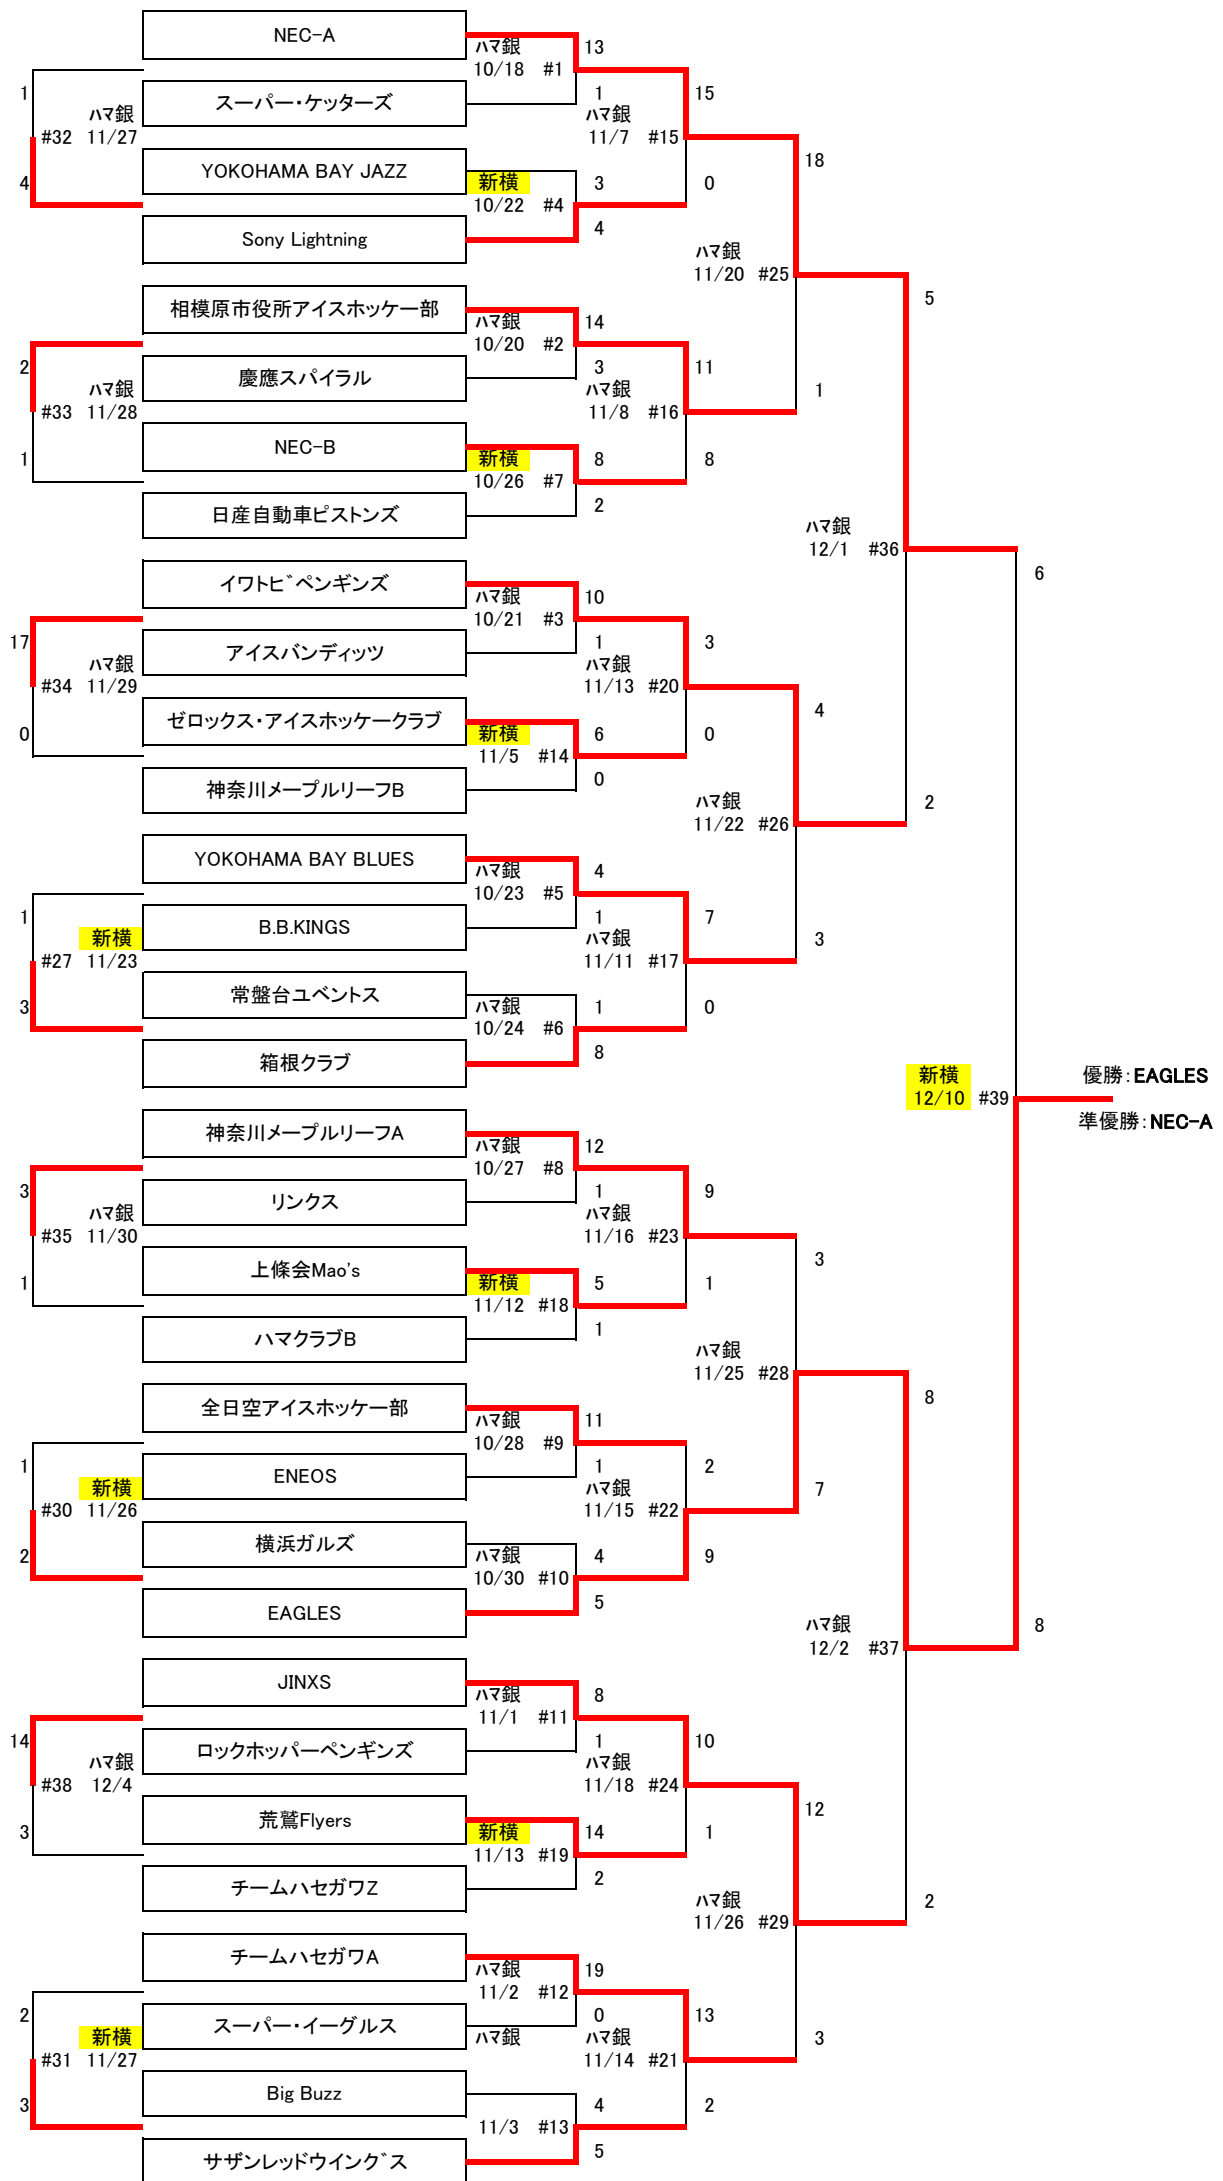 NEC-A
ハマ銀 13
10/18 #1
1 1 15
スーパー・ケッターズ
ハマ銀 ハマ銀
#32 11/27 11/7 #15
18
YOKOHAMA BAY JAZZ
4 新横 3 0
10/22 #4
4
Sony Lightning
ハマ銀
11/20 #25
5
相模原市役所アイスホッケー部
ハマ銀 14
10/20 #2
2 3 11
慶應スパイラル
ハマ銀 ハマ銀 1
#33 11/28 11/8 #16
NEC-B
1 新横 8 8
10/26 #7
2
日産自動車ピストンズ
ハマ銀
12/1 #36
6
イワトビペンギンズ
ハマ銀 10
10/21 #3
17 1 3
アイスバンディッツ
ハマ銀 ハマ銀
#34 11/29 11/13 #20
4
ゼロックス・アイスホッケークラブ
0 新横 6 0
11/5 #14
0
神奈川メープルリーフB
ハマ銀 2
11/22 #26
YOKOHAMA BAY BLUES
ハマ銀 4
10/23 #5
1 1 7
B.B.KINGS
新横 ハマ銀 3
#27 11/23 11/11 #17
常盤台ユベントス
3 ハマ銀 1 0
10/24 #6
8
箱根クラブ
新横 優勝：EAGLES
12/10 #39
準優勝：NEC-A
神奈川メープルリーフA
ハマ銀 12
10/27 #8
3 1 9
リンクス
ハマ銀 ハマ銀
#35 11/30 11/16 #23
3
上條会Mao's
1 新横 5 1
11/12 #18
1
ハマクラブB
ハマ銀
11/25 #28
8
全日空アイスホッケー部
ハマ銀 11
10/28 #9
1 1 2
ENEOS
新横 ハマ銀 7
#30 11/26 11/15 #22
横浜ガルズ
2 ハマ銀 4 9
10/30 #10
5
EAGLES
ハマ銀 8
12/2 #37
JINXS
ハマ銀 8
11/1 #11
14 1 10
ロックホッパーペンギンズ
ハマ銀 ハマ銀
#38 12/4 11/18 #24
12
荒鷲Flyers
3 新横 14 1
11/13 #19
2
チームハセガワZ
ハマ銀 2
11/26 #29
チームハセガワA
ハマ銀 19
11/2 #12
2 0 13
スーパー・イーグルス
新横 ハマ銀 ハマ銀 3
#31 11/27 11/14 #21
Big Buzz
3 4 2
11/3 #13
5
サザンレッドウイングス